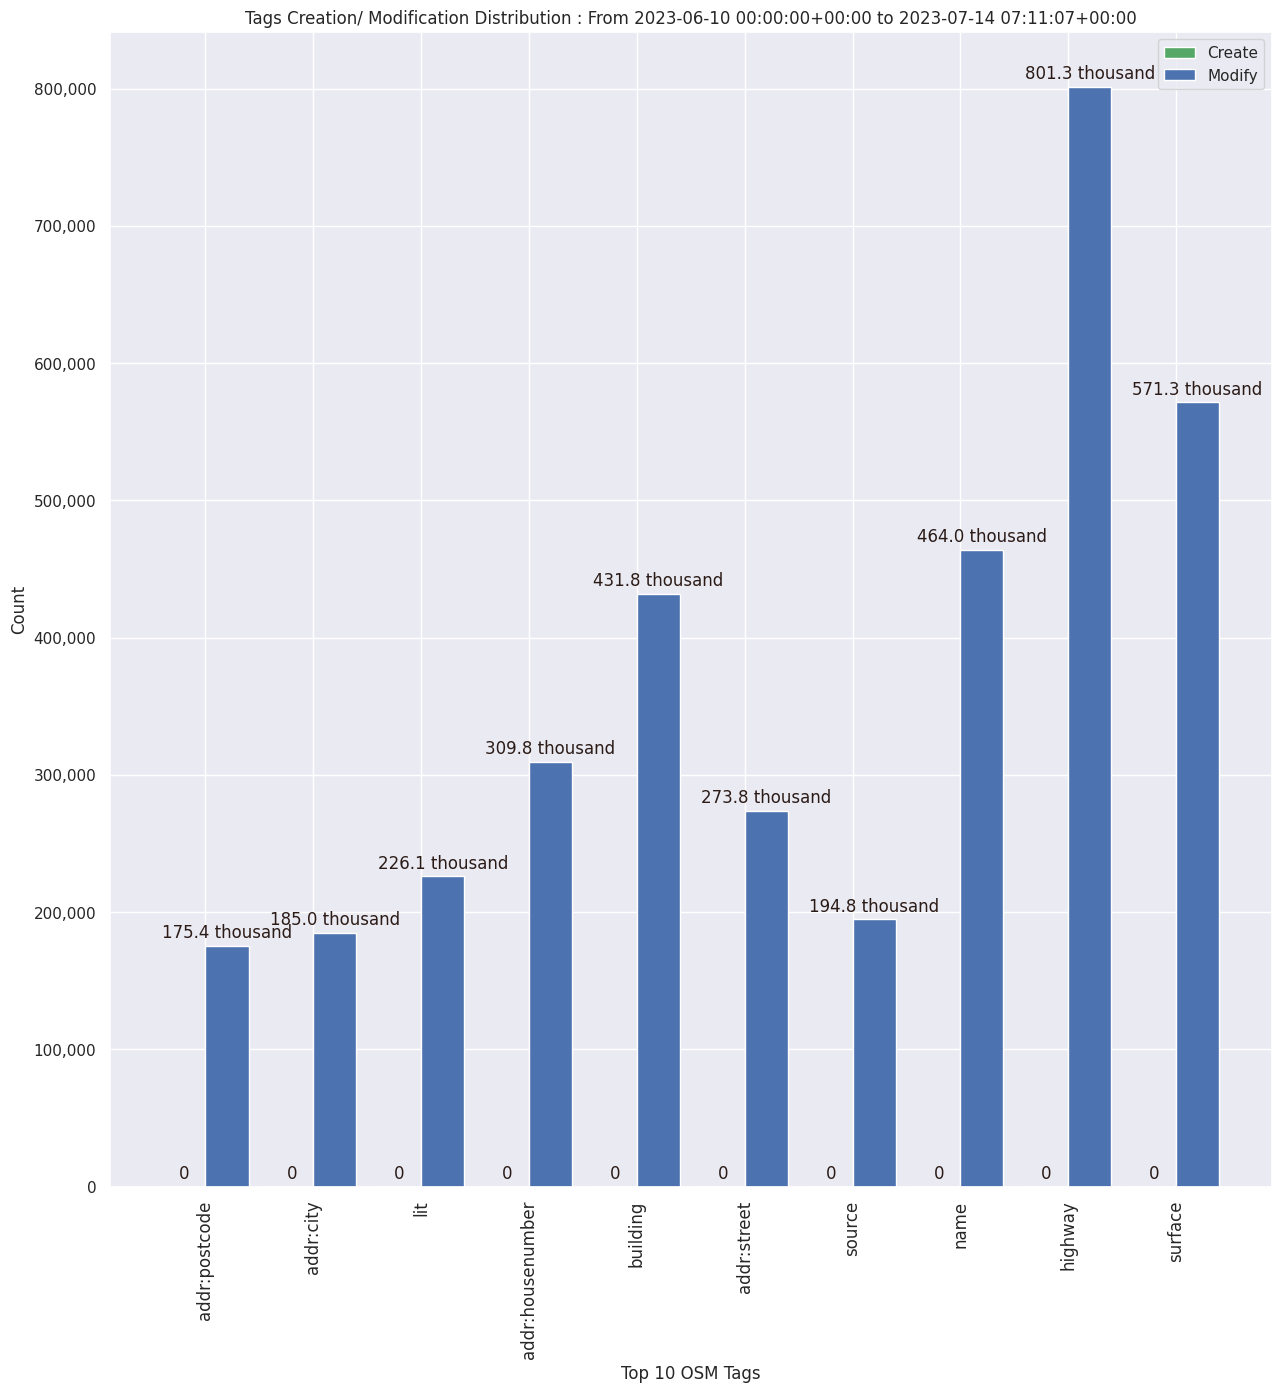 Tags Creation/ Modification Distribution : From 2023-06-10 00:00:00+00:00 to 2023-07-14 07:11:07+00:00
Create
Modify
801.3 thousand
800,000
700,000
600,000
571.3 thousand
500,000
464.0 thousand
431.8 thousand
400,000
309.8 thousand
300,000
273.8 thousand
226.1 thousand
200,000
194.8 thousand
185.0 thousand
175.4 thousand
100,000
0 0 0 0 0 0 0 0 0 0
0
Count
addr:postcode
addr:city
lit
addr:housenumber
building
addr:street
source
name
highway
surface
Top 10 OSM Tags